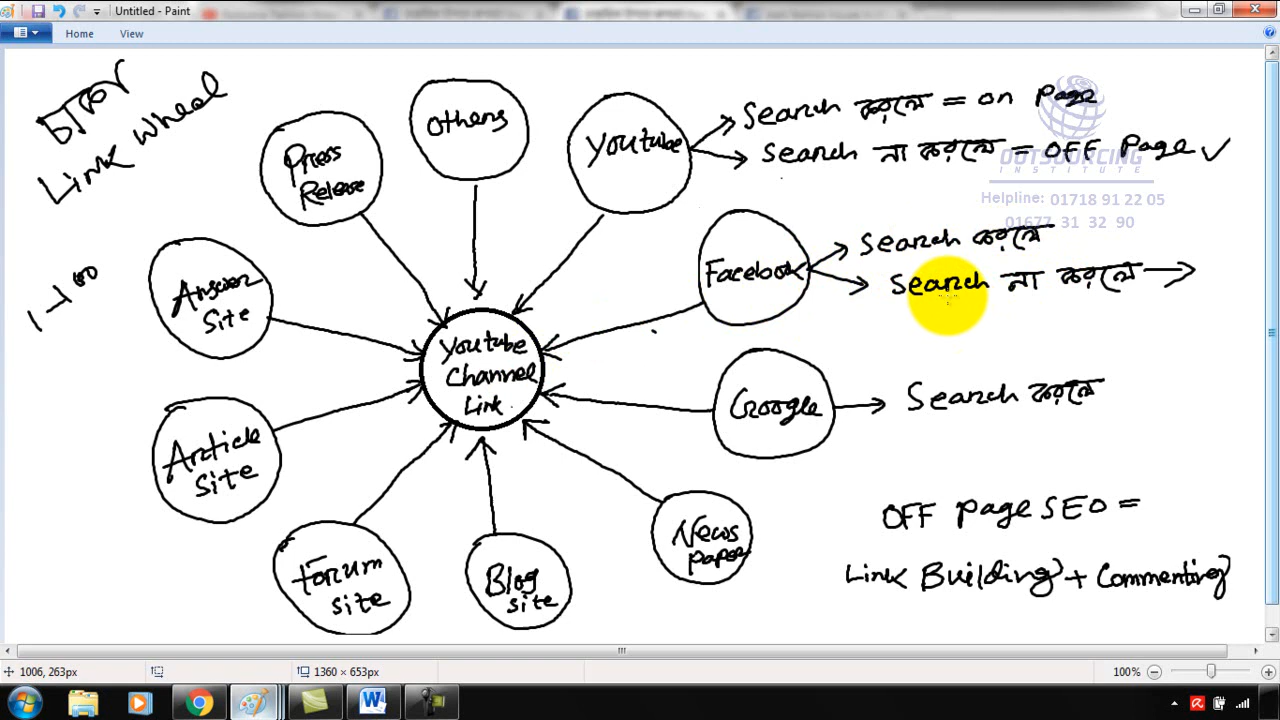 Untitled - Paint
Home
View
Link Wheel
Press
Release
Others
Youtube
Search করলে = on Page
Search না করলে = OFF Page ✓
OUTSOURCING
INSTITUTE
Helpline: 01718 91 22 05
01677 31 32 90
Answer
Site
1-100
Facebook
Search করলে
Search না করলে
Youtube
Channel
Link
Google
Search করলে
Article
Site
Forum
site
Blog
site
News
paper
OFF page SEO =
Link Building + Commenting
1006, 263px
1360 × 653px
100%